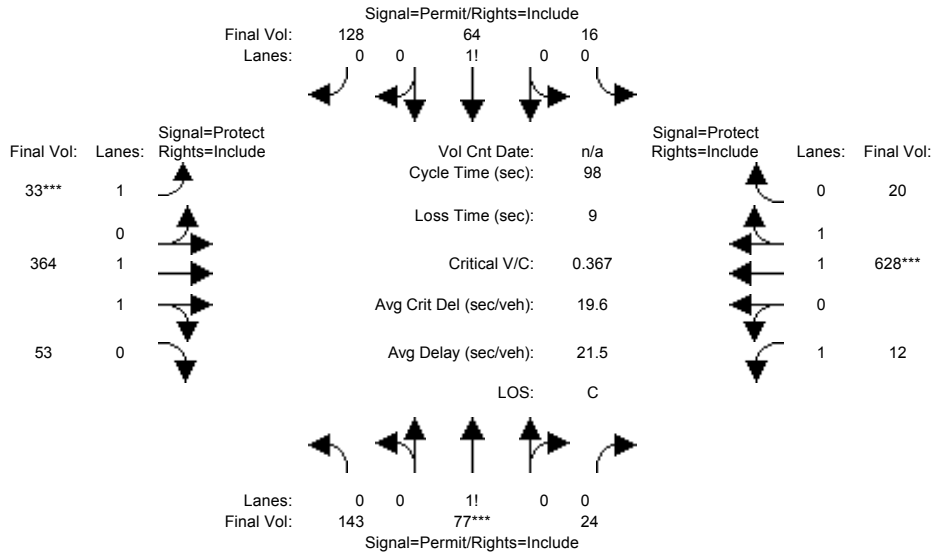 Signal=Permit/Rights=Include
Final Vol: 128 64 16
Lanes: 0 0 1! 0 0
Signal=Protect Signal=Protect
Final Vol: Lanes: Rights=Include Vol Cnt Date: n/a Rights=Include Lanes: Final Vol:
Cycle Time (sec): 98
33*** 1 0 20
Loss Time (sec): 9
0 1
364 1 Critical V/C: 0.367 1 628***
1 Avg Crit Del (sec/veh): 19.6 0
53 0 Avg Delay (sec/veh): 21.5 1 12
LOS: C
Lanes: 0 0 1! 0 0
Final Vol: 143 77*** 24
Signal=Permit/Rights=Include